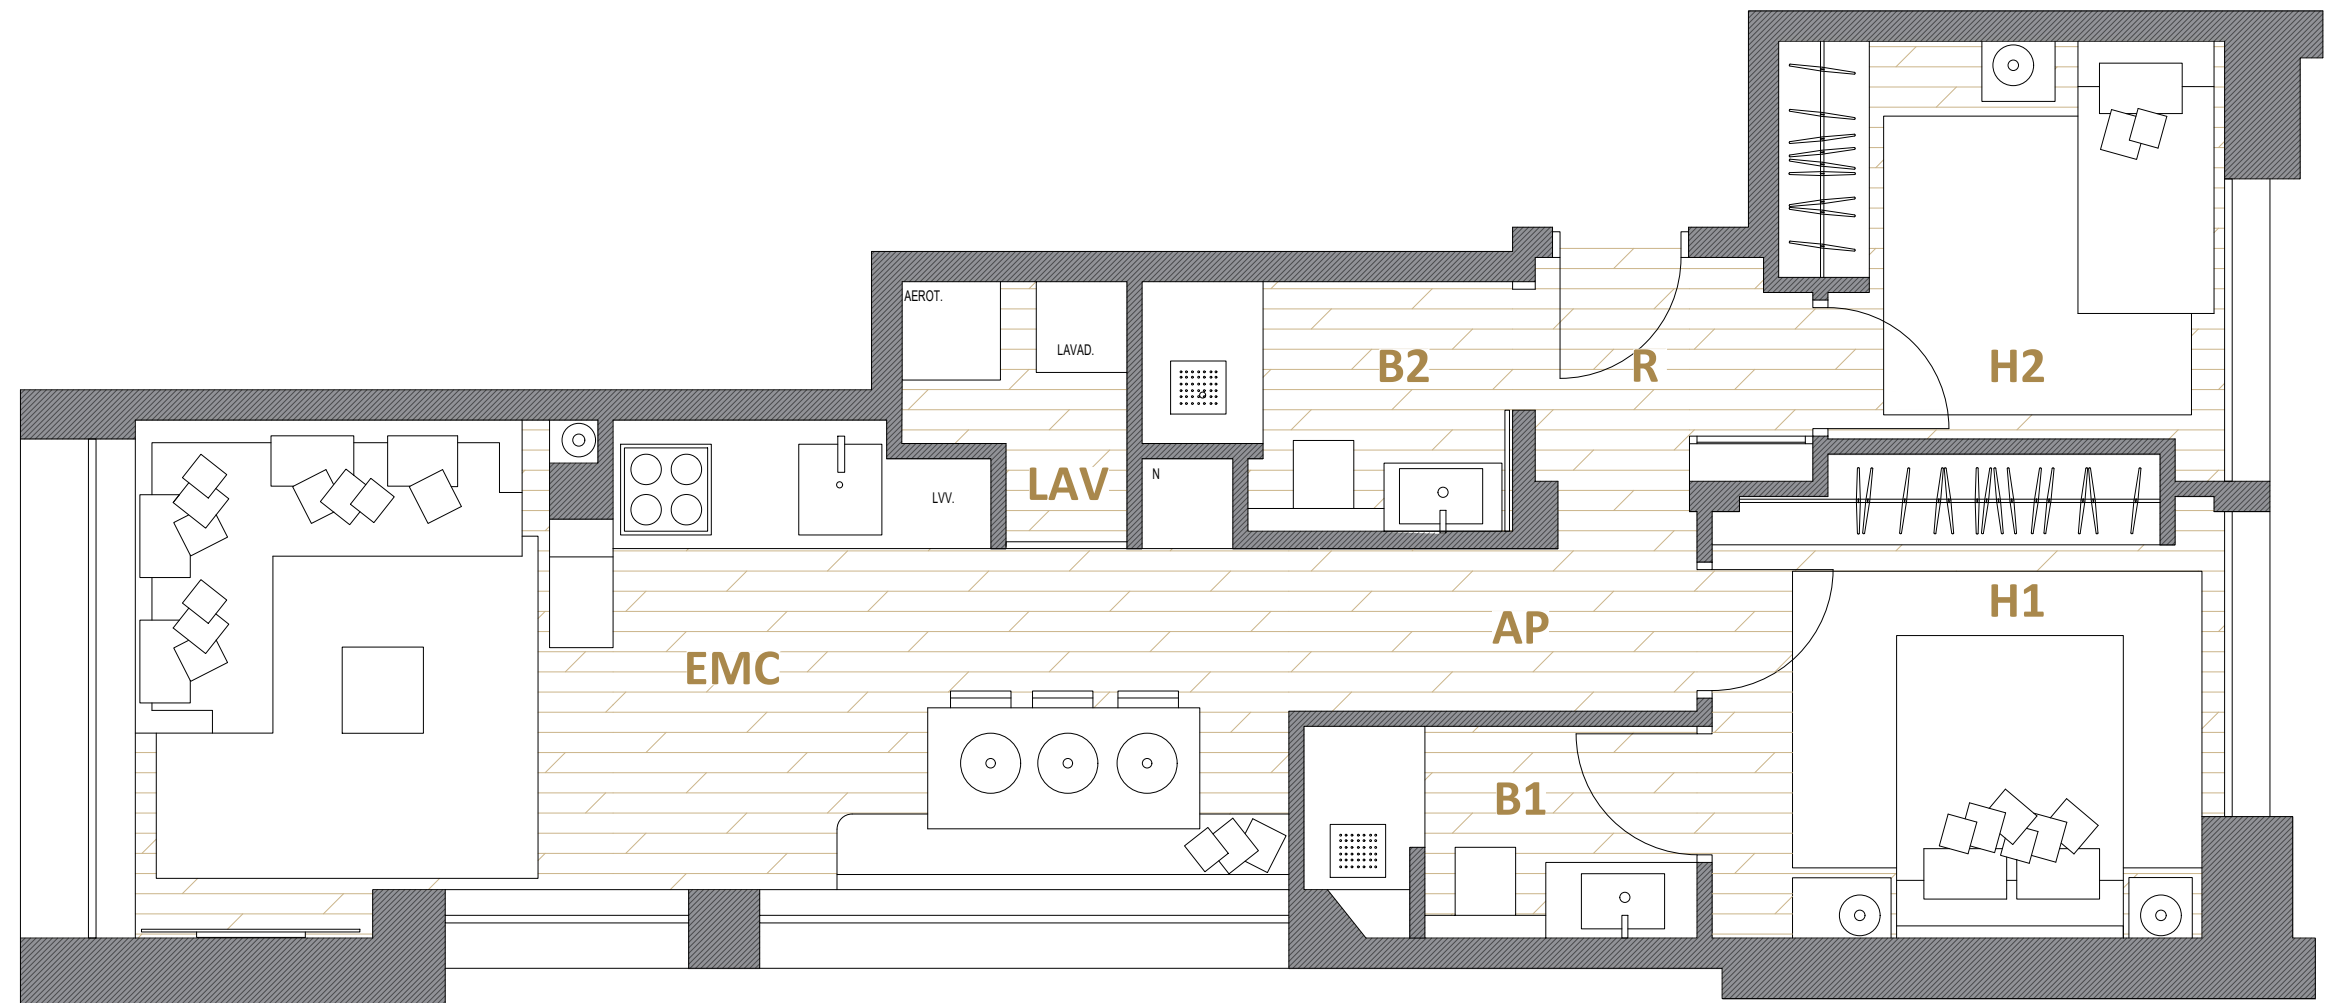 AEROT.
LAVAD.
B2
R
H2
LVV.
LAV
N
H1
AP
EMC
B1